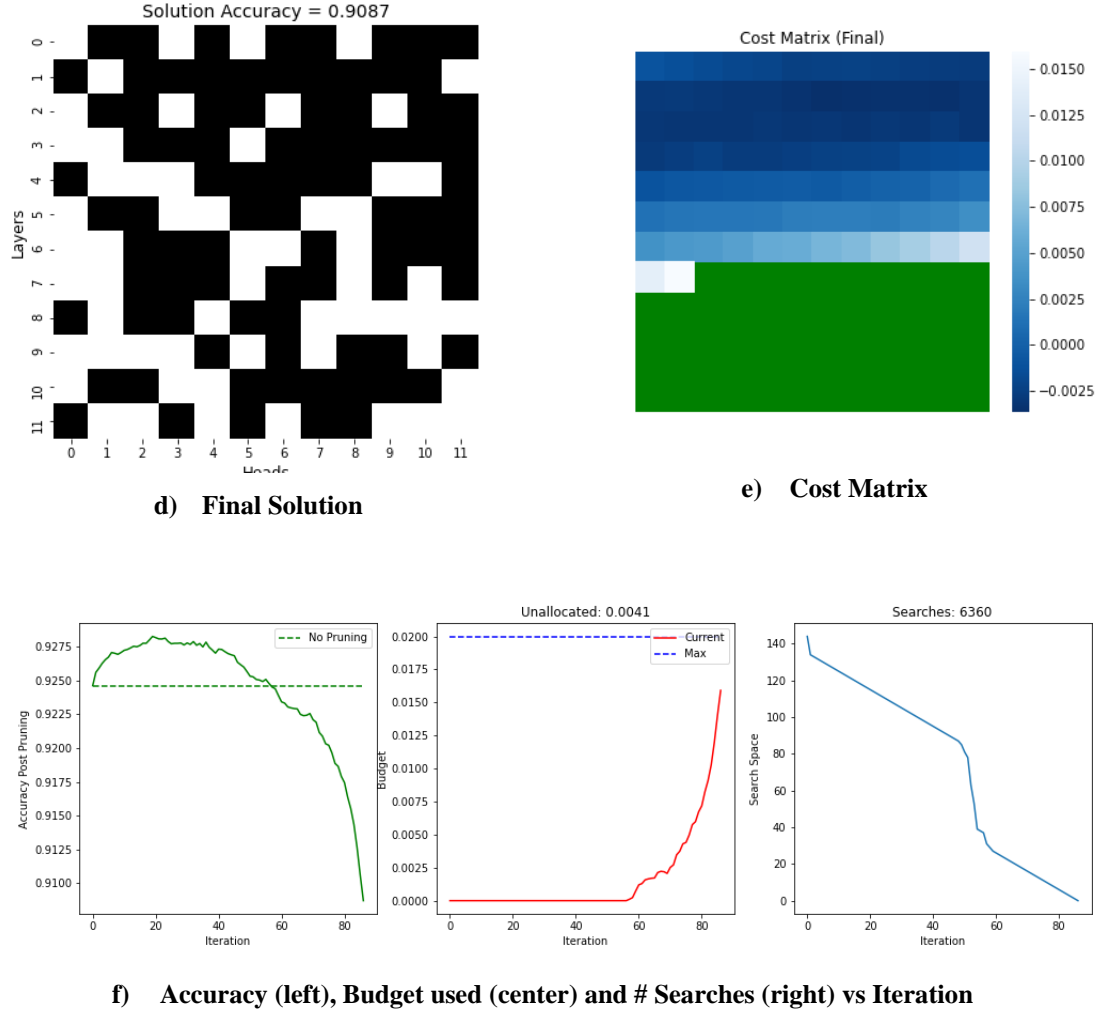 Solution Accuracy = 0.9087
0
1
2
3
4
5
6
7
8
9
10
11
Layers
0 1 2 3 4 5 6 7 8 9 10 11
Heads
d) Final Solution
Cost Matrix (Final)
0.0150
0.0125
0.0100
0.0075
0.0050
0.0025
0.0000
−0.0025
e) Cost Matrix
No Pruning
0.9275
0.9250
0.9225
0.9200
0.9175
0.9150
0.9125
0.9100
Accuracy Post Pruning
0 20 40 60 80
Iteration
Unallocated: 0.0041
Current
Max
0.0200
0.0175
0.0150
0.0125
0.0100
0.0075
0.0050
0.0025
0.0000
Budget
0 20 40 60 80
Iteration
Searches: 6360
140
120
100
80
60
40
20
0
Search Space
0 20 40 60 80
Iteration
f) Accuracy (left), Budget used (center) and # Searches (right) vs Iteration